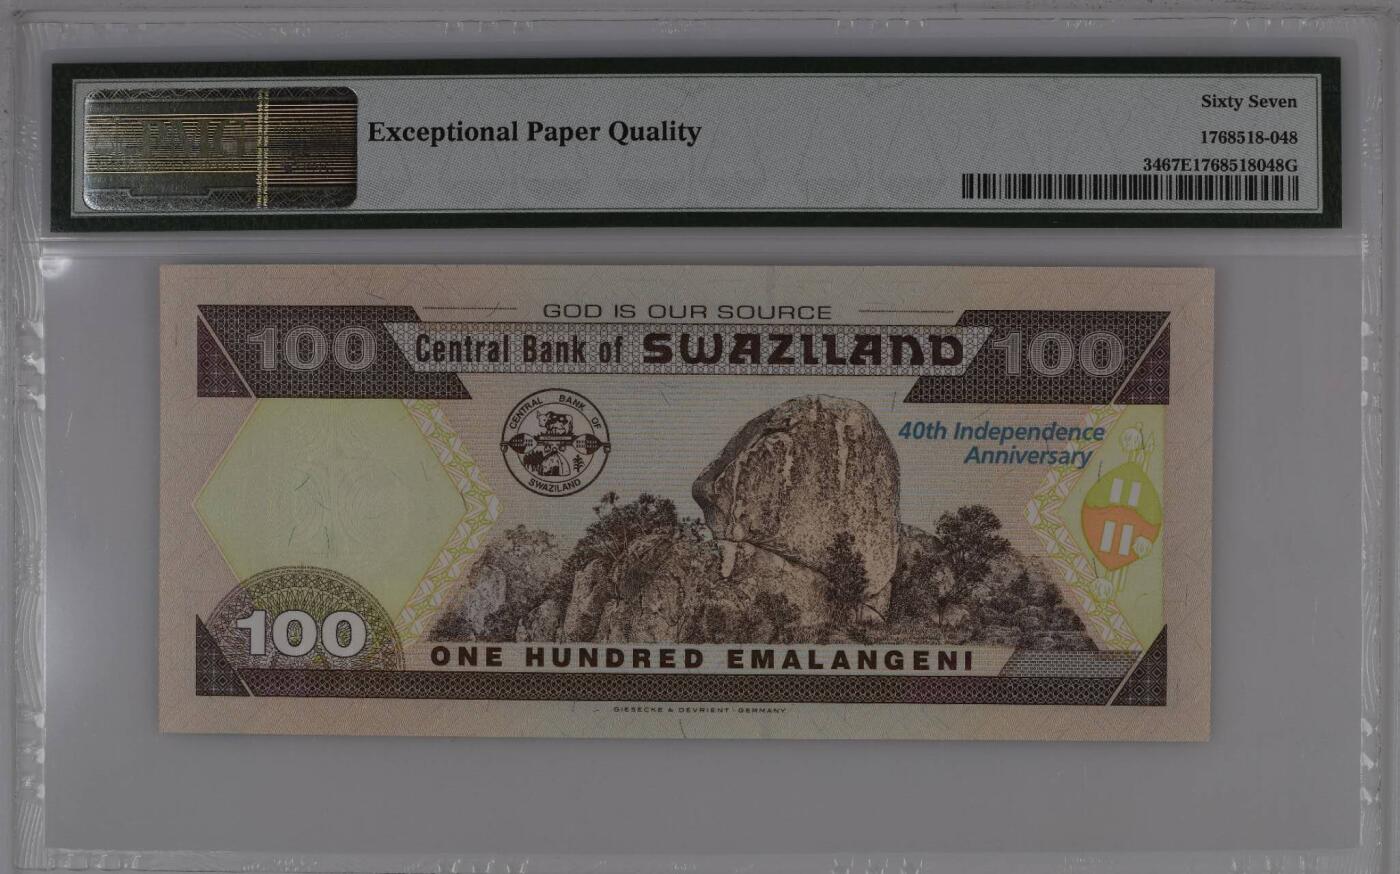 PMG
Exceptional Paper Quality
Sixty Seven
1768518-048
3467E1768518048G
GOD IS OUR SOURCE
100
Central Bank of SWAZILAND
100
CENTRAL BANK OF
SWAZILAND
40th Independence
Anniversary
100
ONE HUNDRED EMALANGENI
GIESECKE & DEVRIENT · GERMANY